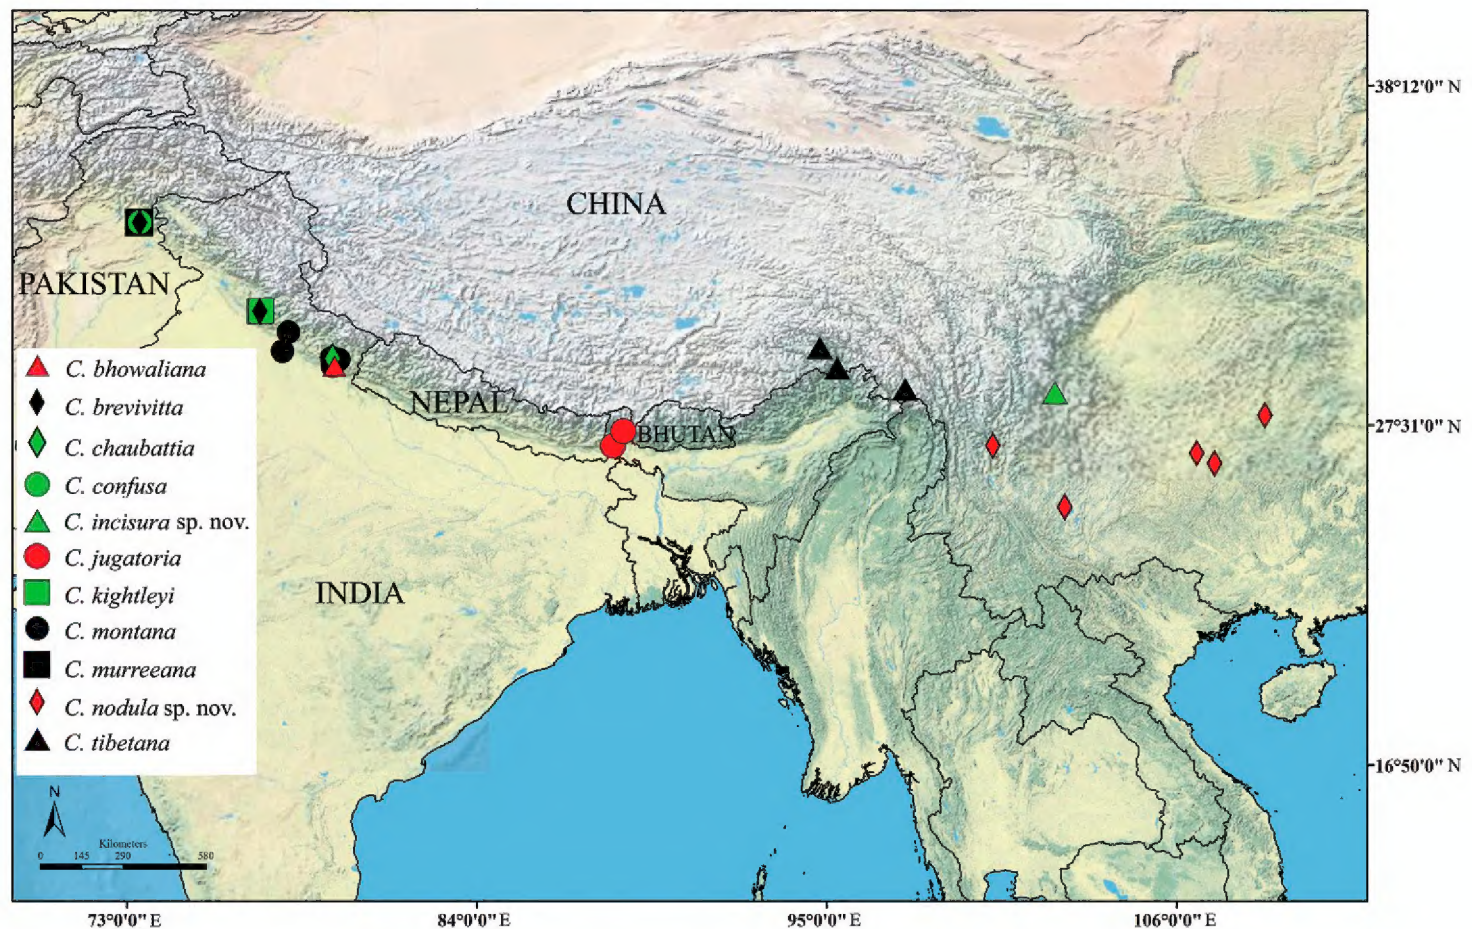 38°12'0" N
CHINA
PAKISTAN
NEPAL
BHUTAN
27°31'0" N
INDIA
16°50'0" N
C. bhowaliana
C. brevivitta
C. chaubattia
C. confusa
C. incisura sp. nov.
C. jugatoria
C. kightleyi
C. montana
C. murreeana
C. nodula sp. nov.
C. tibetana
N
Kilometers
0 145 290 580
73°0'0" E
84°0'0" E
95°0'0" E
106°0'0" E